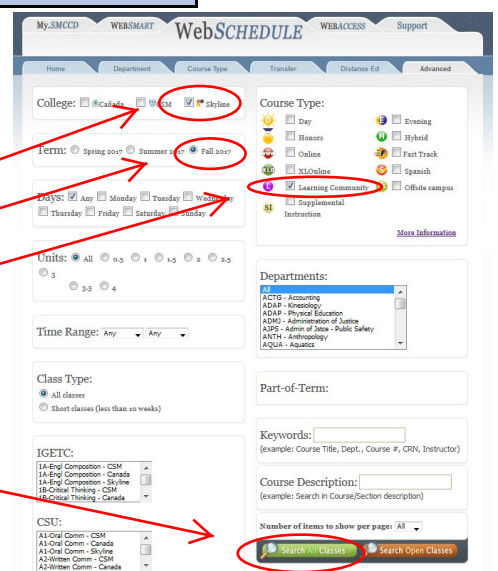 My.SMCCD WEBSMART WebSCHEDULE WEBACCESS Support
Home Department Course Type Transfer Distance Ed Advanced
College: Cañada CSM Skyline
Term: Spring 2017 Summer 2017 Fall 2017
Days: Any Monday Tuesday Wednesday
Thursday Friday Saturday Sunday
Units: All 0.5 1 1.5 2 2.5
3
3.5 4
Time Range: Any Any
Class Type:
All classes
Short classes (less than 10 weeks)
IGETC:
1A-Engl Composition - CSM
1A-Engl Composition - Canada
1A-Engl Composition - Skyline
1B-Critical Thinking - CSM
1B-Critical Thinking - Canada
CSU:
A1-Oral Comm - CSM
A1-Oral Comm - Canada
A1-Oral Comm - Skyline
A2-Written Comm - CSM
A2-Written Comm - Canada
Course Type:
Day Evening
Honors H Hybrid
Online Fast Track
XLOnline Spanish
Learning Community Offsite campus
SI Supplemental
Instruction
More Information
Departments:
All
ACTG - Accounting
ADAP - Kinesiology
ADAP - Physical Education
ADMJ - Administration of Justice
AJPS - Admin of Jstce - Public Safety
ANTH - Anthropology
AQUA - Aquatics
Part-of-Term:
Keywords:
(example: Course Title, Dept., Course #, CRN, Instructor)
Course Description:
(example: Search in Course/Section description)
Number of items to show per page: All
Search All Classes Search Open Classes